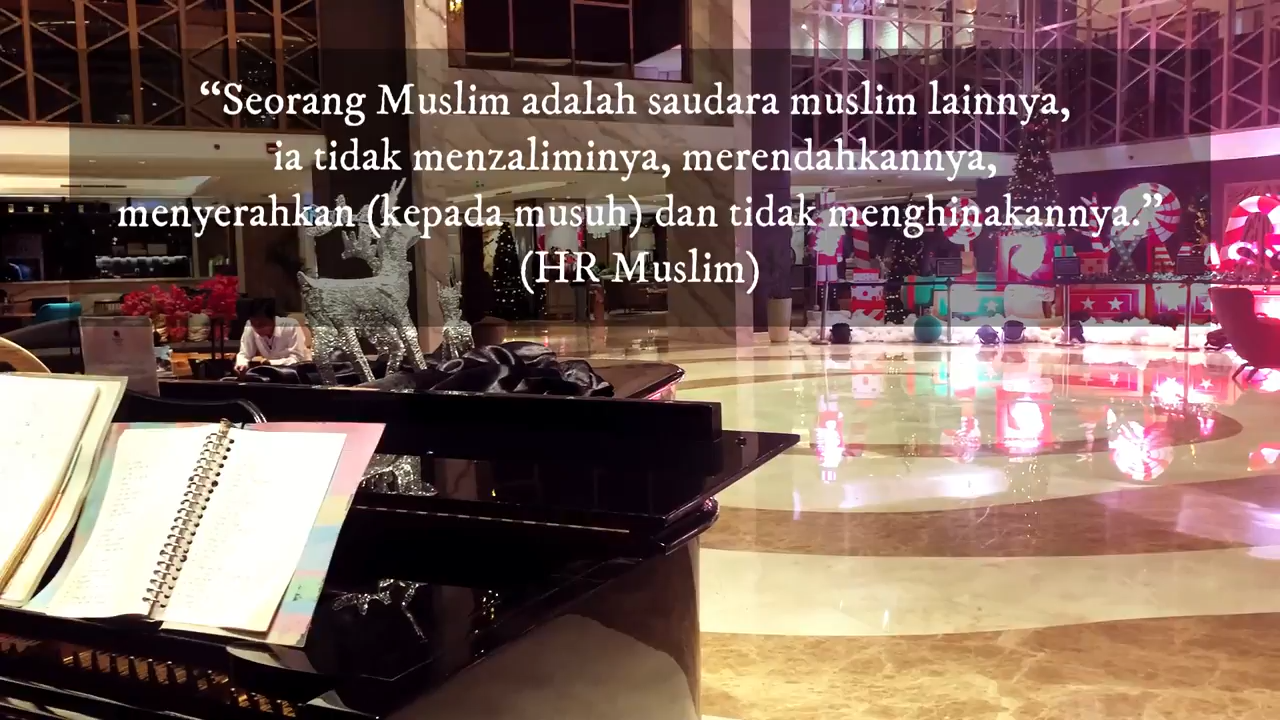 “Seorang Muslim adalah saudara muslim lainnya,
ia tidak menzaliminya, merendahkannya,
menyerahkan (kepada musuh) dan tidak menghinakannya.”
(HR Muslim)